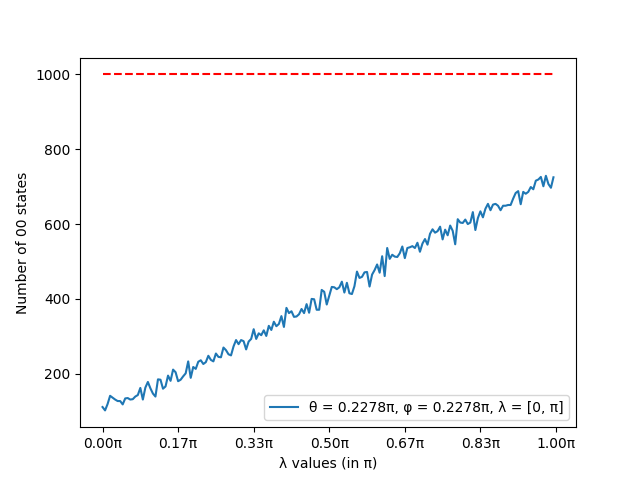 1000
800
600
400
200
Number of 00 states
θ = 0.2278π, φ = 0.2278π, λ = [0, π]
0.00π 0.17π 0.33π 0.50π 0.67π 0.83π 1.00π
λ values (in π)